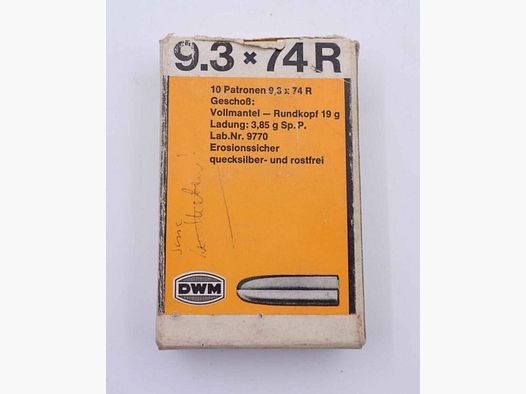 9.3 × 74 R
10 Patronen 9,3 x 74 R
Geschoß:
Vollmantel — Rundkopf 19 g
Ladung: 3,85 g Sp. P.
Lab.Nr. 9770
Erosionssicher
quecksilber- und rostfrei
DWM